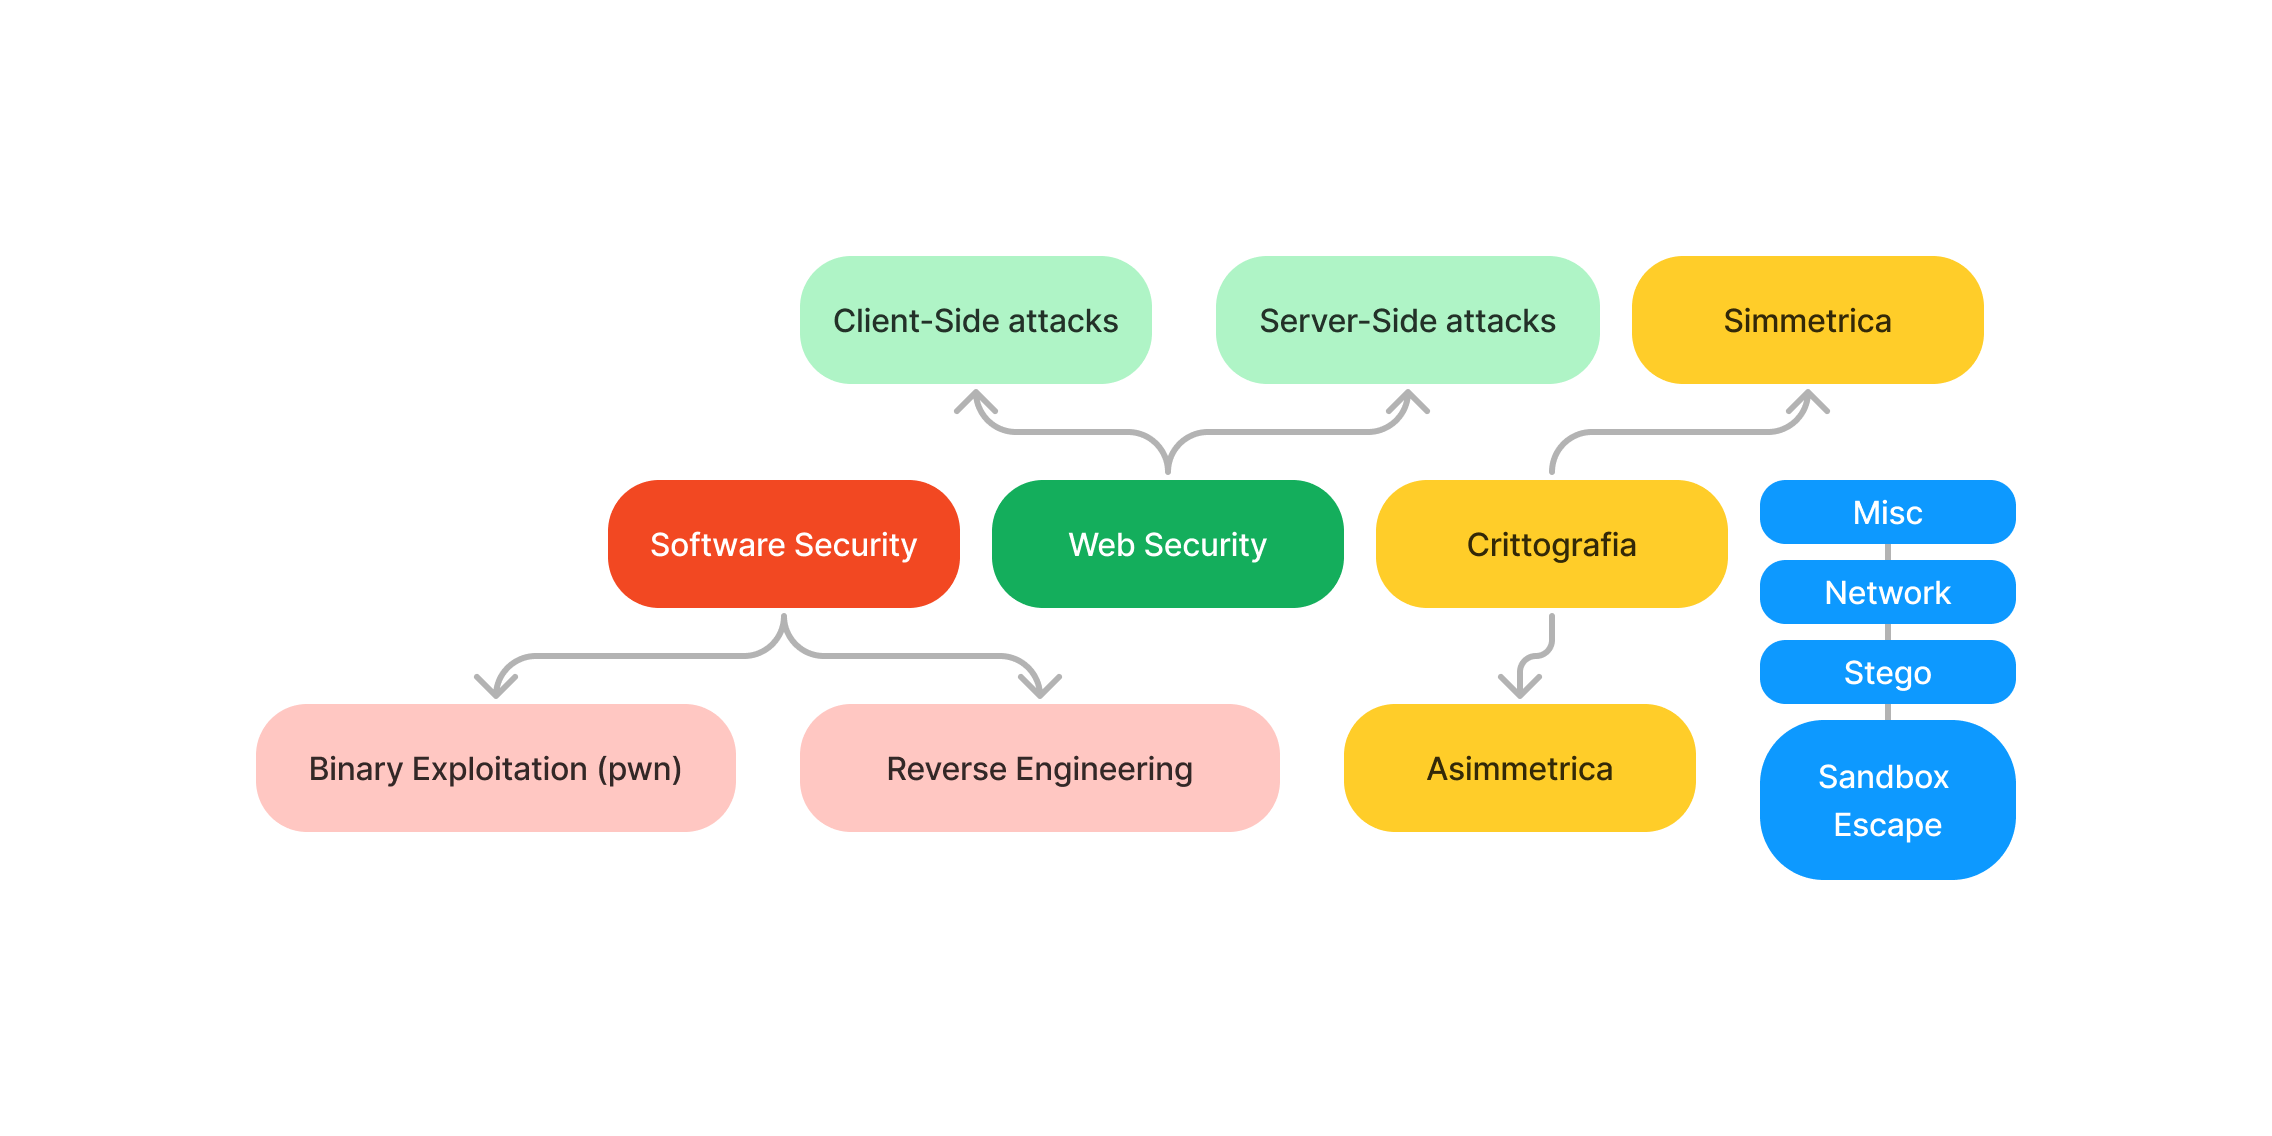 Client-Side attacks
Server-Side attacks
Simmetrica
Software Security
Web Security
Crittografia
Misc
Network
Stego
Sandbox
Escape
Binary Exploitation (pwn)
Reverse Engineering
Asimmetrica